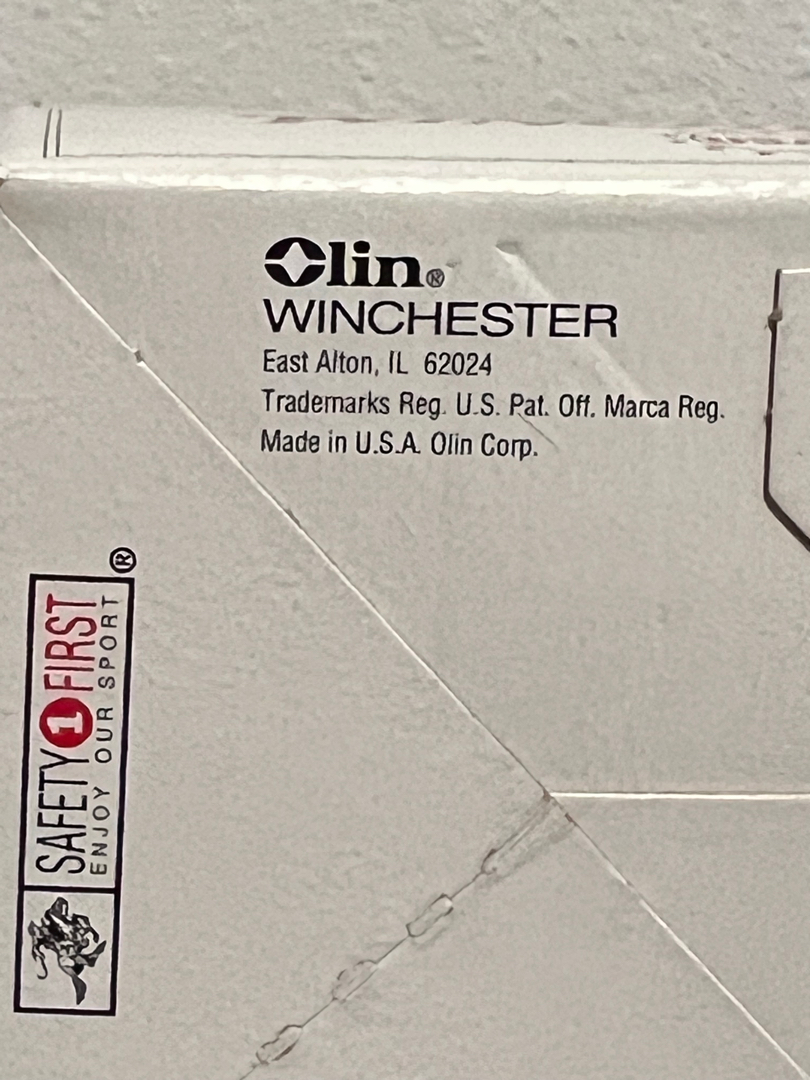 Olin®
WINCHESTER
East Alton, IL 62024
Trademarks Reg. U.S. Pat. Off. Marca Reg.
Made in U.S.A. Olin Corp.
SAFETY 1 FIRST ®
ENJOY OUR SPORT